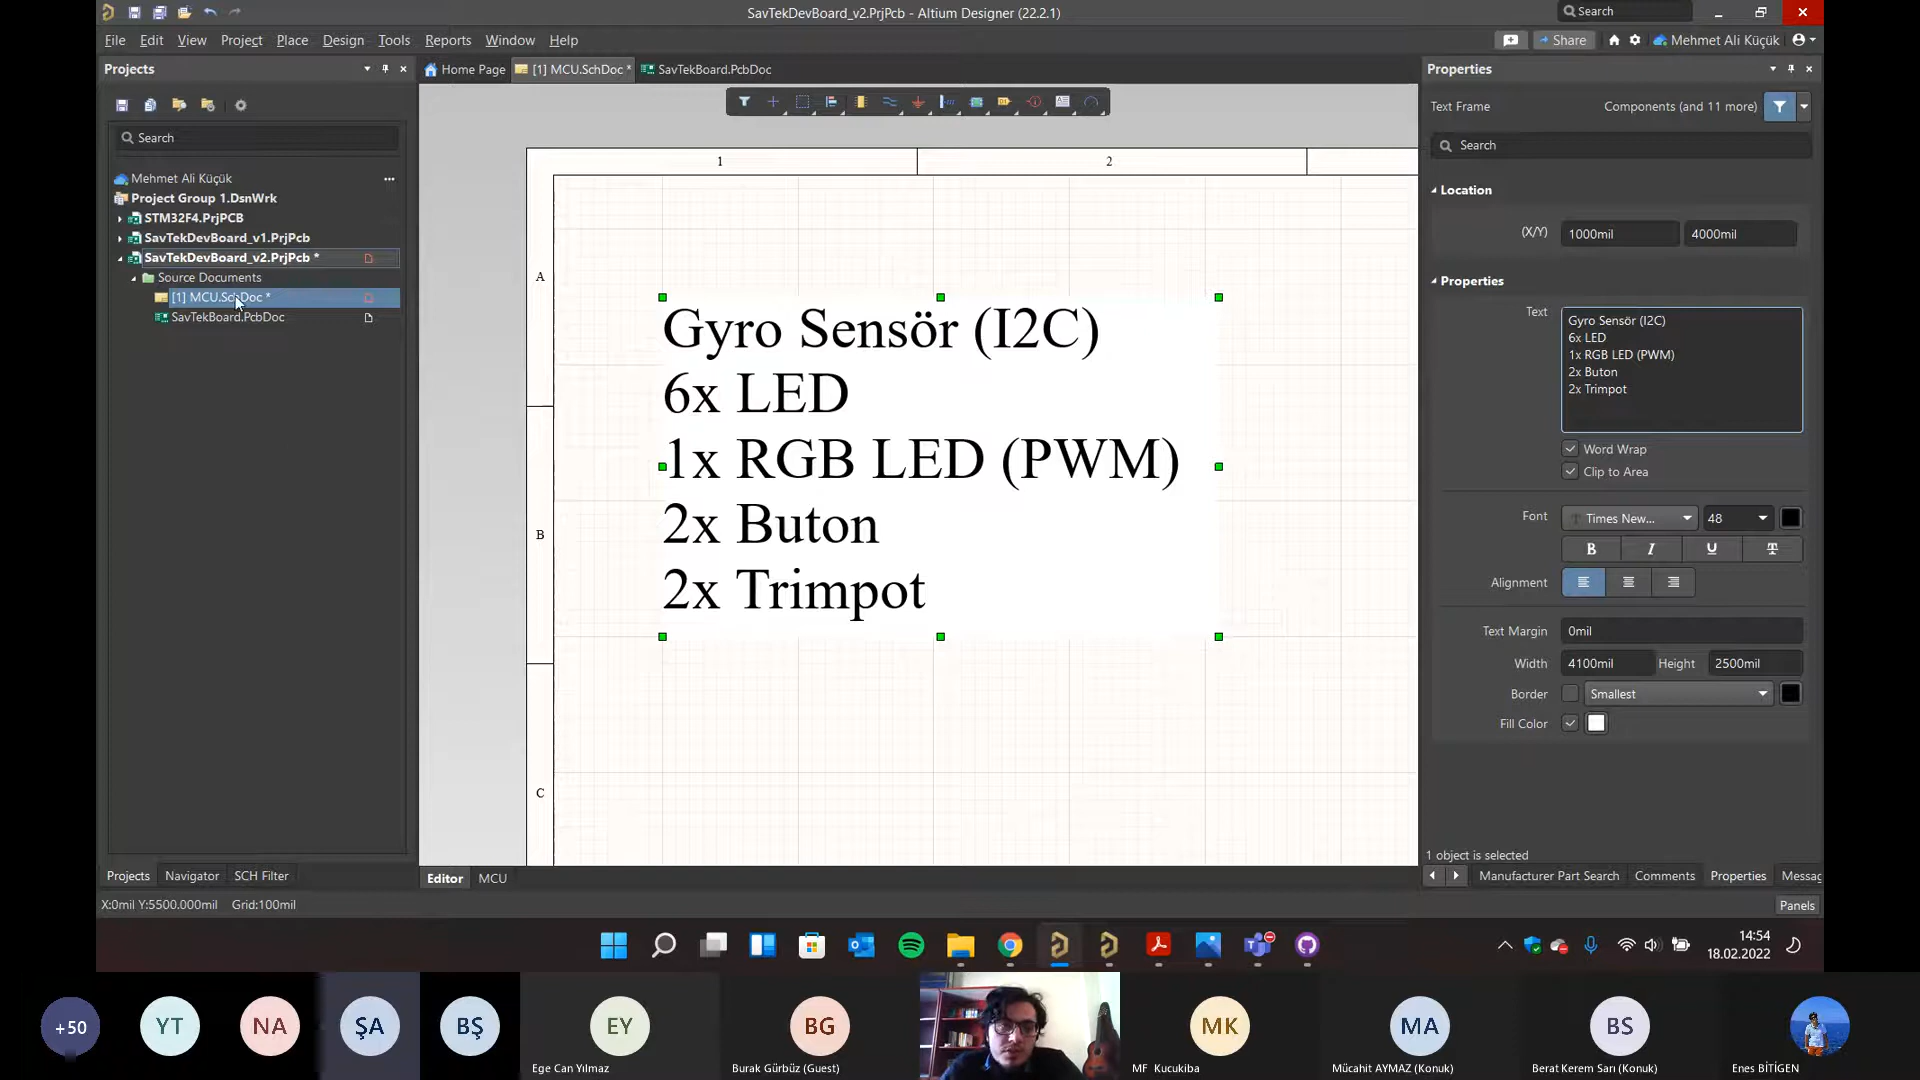 SavTekDevBoard_v2.PrjPcb - Altium Designer (22.2.1)
Search
File Edit View Project Place Design Tools Reports Window Help
Share
Mehmet Ali Küçük
Projects
Home Page
[1] MCU.SchDoc *
SavTekBoard.PcbDoc
Properties
Search
Mehmet Ali Küçük
Project Group 1.DsnWrk
STM32F4.PrjPCB
SavTekDevBoard_v1.PrjPcb
SavTekDevBoard_v2.PrjPcb *
Source Documents
[1] MCU.SchDoc *
SavTekBoard.PcbDoc
1
2
A
B
C
Gyro Sensör (I2C)
6x LED
1x RGB LED (PWM)
2x Buton
2x Trimpot
Text Frame
Components (and 11 more)
Search
Location
(X/Y) 1000mil 4000mil
Properties
Text
Gyro Sensör (I2C)
6x LED
1x RGB LED (PWM)
2x Buton
2x Trimpot
Word Wrap
Clip to Area
Font Times New... 48
B I U T
Alignment
Text Margin 0mil
Width 4100mil Height 2500mil
Border Smallest
Fill Color
1 object is selected
Projects Navigator SCH Filter
Editor MCU
Manufacturer Part Search Comments Properties Messag
X:0mil Y:5500.000mil Grid:100mil
Panels
14:54
18.02.2022
+50
YT
NA
ŞA
BŞ
EY
BG
MK
MA
BS
Ege Can Yılmaz
Burak Gürbüz (Guest)
MF Kucukiba
Mücahit AYMAZ (Konuk)
Berat Kerem Sarı (Konuk)
Enes BİTİGEN